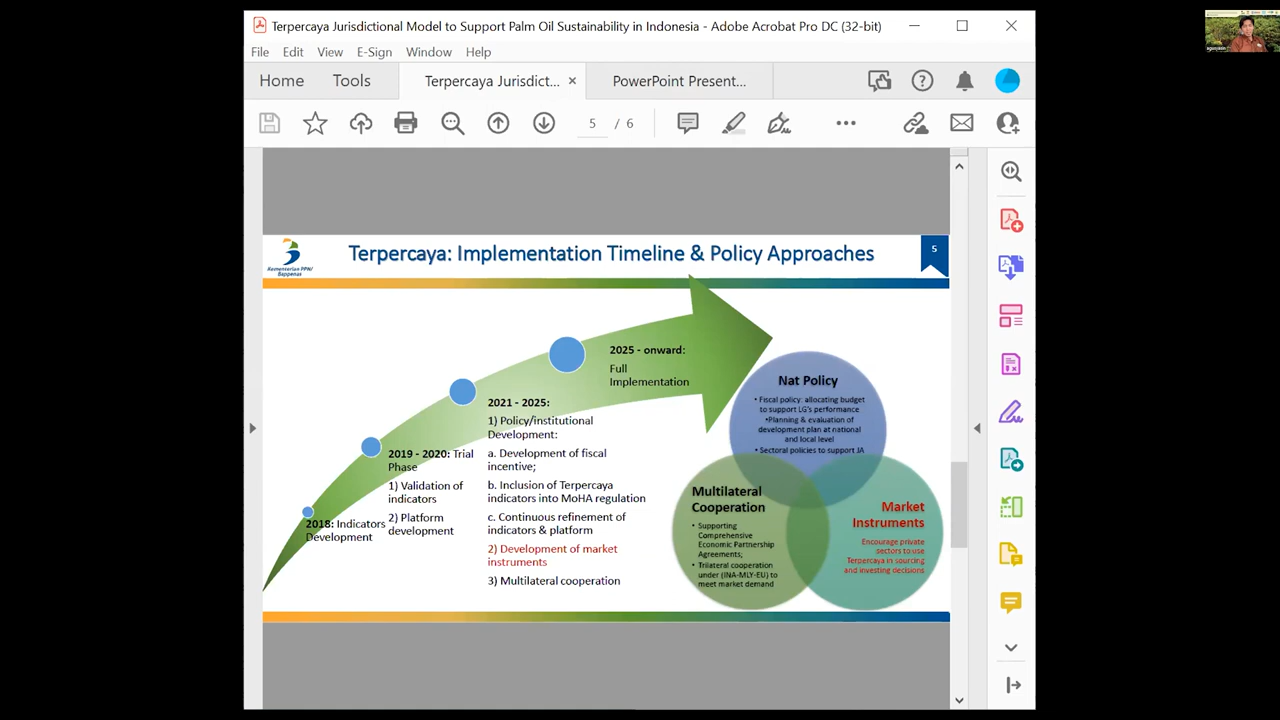 Terpercaya Jurisdictional Model to Support Palm Oil Sustainability in Indonesia - Adobe Acrobat Pro DC (32-bit)
File Edit View E-Sign Window Help
Home Tools Terpercaya Jurisdict... × PowerPoint Present...
5 / 6
Kementerian PPN/
Bappenas
Terpercaya: Implementation Timeline & Policy Approaches
5
2018: Indicators
Development
2019 - 2020: Trial
Phase
1) Validation of
indicators
2) Platform
development
2021 - 2025:
1) Policy/institutional
Development:
a. Development of fiscal
incentive;
b. Inclusion of Terpercaya
indicators into MoHA regulation
c. Continuous refinement of
indicators & platform
2) Development of market
instruments
3) Multilateral cooperation
2025 - onward:
Full
Implementation
Nat Policy
• Fiscal policy: allocating budget
to support LG's performance
•Planning & evaluation of
development plan at national
and local level
• Sectoral policies to support JA
Multilateral
Cooperation
• Supporting
Comprehensive
Economic Partnership
Agreements;
• Trilateral cooperation
under (INA-MLY-EU) to
meet market demand
Market
Instruments
Encourage private
sectors to use
Terpercaya in sourcing
and investing decisions